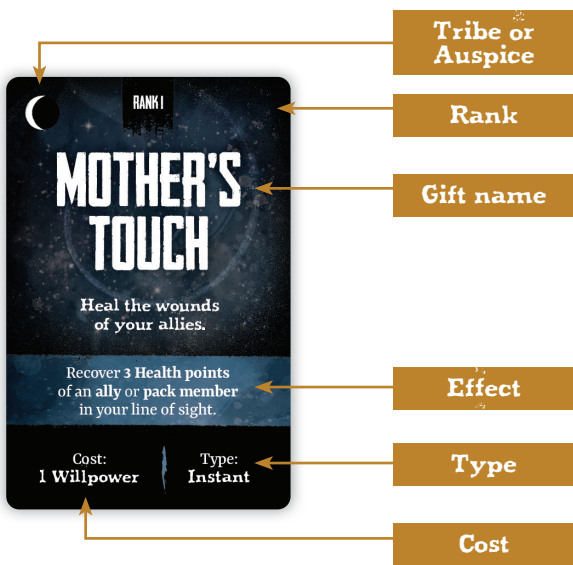 Tribe or
Auspice
RANK I
Rank
MOTHER'S
TOUCH
Gift name
Heal the wounds
of your allies.
Recover 3 Health points
of an ally or pack member
in your line of sight.
Effect
Cost:
1 Willpower
Type:
Instant
Type
Cost